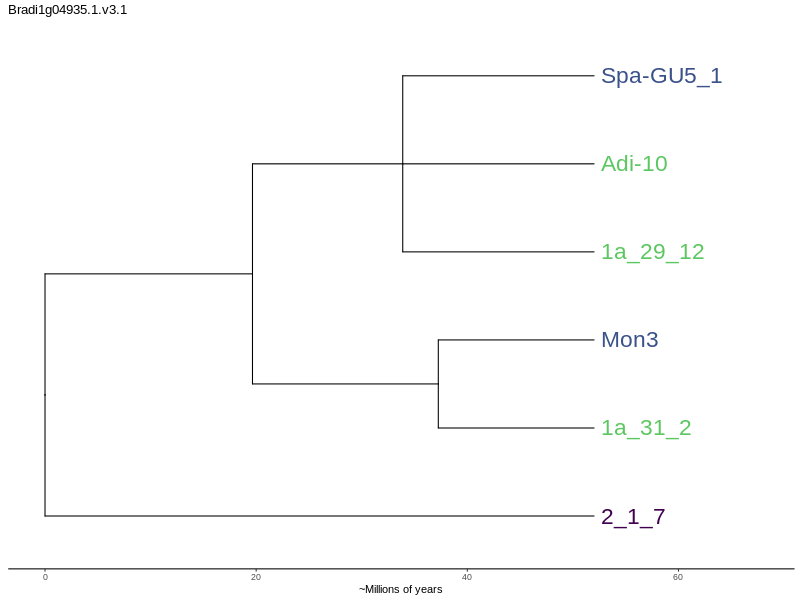 Bradi1g04935.1.v3.1
Spa-GU5_1
Adi-10
1a_29_12
Mon3
1a_31_2
2_1_7
0 20 40 60
~Millions of years